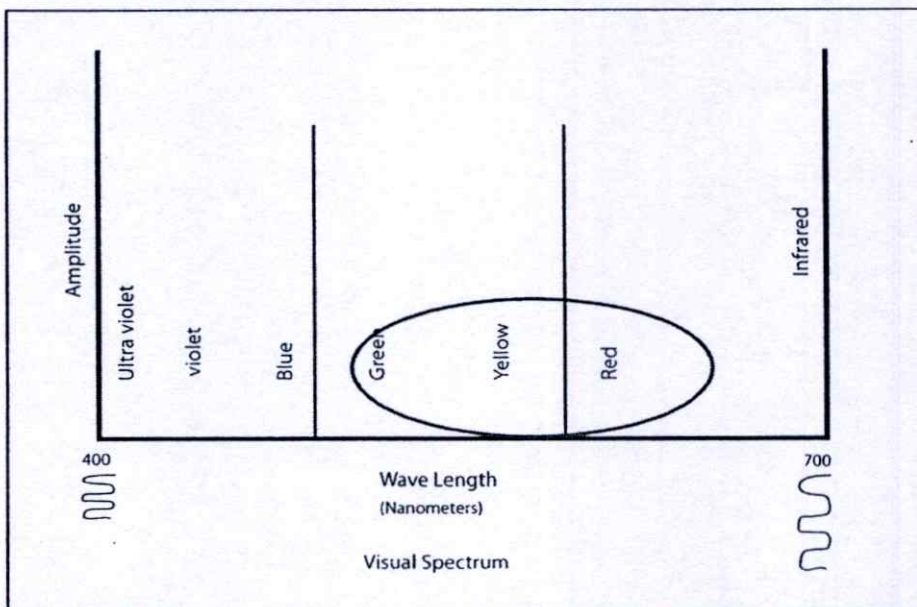 Amplitude
Ultra violet
violet
Blue
Green
Yellow
Red
Infrared
400
700
Wave Length
(Nanometers)
Visual Spectrum